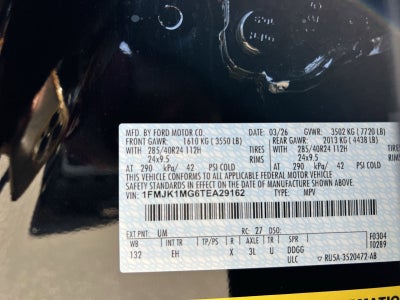 MFD. BY FORD MOTOR CO. DATE: 03/26 GVWR: 3502 KG ( 7720 LB)
FRONT GAWR: 1610 KG ( 3550 LB) REAR GAWR: 2013 KG ( 4438 LB)
WITH 285/40R24 112H TIRES WITH 285/40R24 112H TIRES
24x9.5 RIMS 24x9.5 RIMS
AT 290 kPa/ 42 PSI COLD AT 290 kPa/ 42 PSI COLD
THIS VEHICLE CONFORMS TO ALL APPLICABLE FEDERAL MOTOR VEHICLE
SAFETY STANDARDS IN EFFECT ON THE DATE OF MANUFACTURE SHOWN ABOVE.
VIN: 1FMJK1MG6TEA29162 TYPE: MPV
EXT PNT: UM RC: 27 DSO: F0304
WB INT TR TP/PS R X TR SPR F0289
132 EH X 3L U DDGG
ULC RU5A-3520472-AB